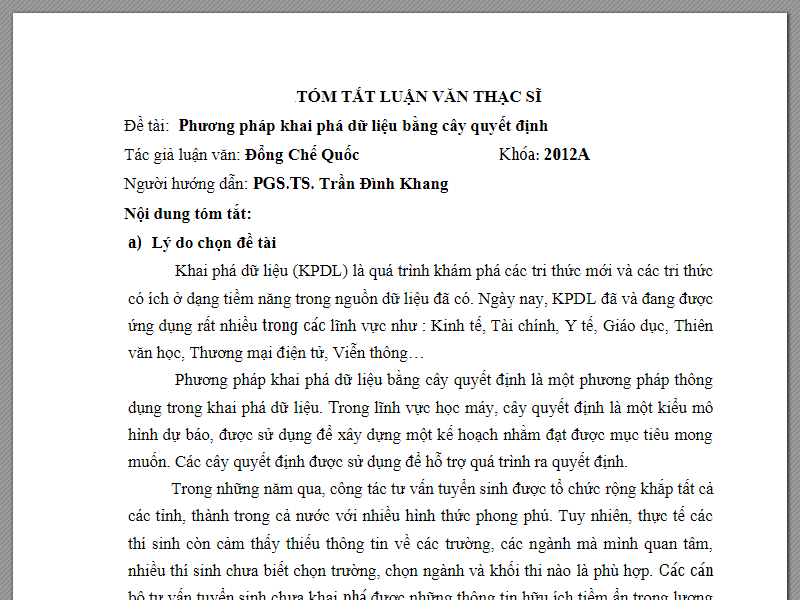 TÓM TẮT LUẬN VĂN THẠC SĨ
Đề tài: Phương pháp khai phá dữ liệu bằng cây quyết định
Tác giả luận văn: Đổng Chế Quốc Khóa: 2012A
Người hướng dẫn: PGS.TS. Trần Đình Khang
Nội dung tóm tắt:
a) Lý do chọn đề tài
Khai phá dữ liệu (KPDL) là quá trình khám phá các tri thức mới và các tri thức
có ích ở dạng tiềm năng trong nguồn dữ liệu đã có. Ngày nay, KPDL đã và đang được
ứng dụng rất nhiều trong các lĩnh vực như : Kinh tế, Tài chính, Y tế, Giáo dục, Thiên
văn học, Thương mại điện tử, Viễn thông…
Phương pháp khai phá dữ liệu bằng cây quyết định là một phương pháp thông
dụng trong khai phá dữ liệu. Trong lĩnh vực học máy, cây quyết định là một kiểu mô
hình dự báo, được sử dụng để xây dựng một kế hoạch nhằm đạt được mục tiêu mong
muốn. Các cây quyết định được sử dụng để hỗ trợ quá trình ra quyết định.
Trong những năm qua, công tác tư vấn tuyển sinh được tổ chức rộng khắp tất cả
các tỉnh, thành trong cả nước với nhiều hình thức phong phú. Tuy nhiên, thực tế các
thí sinh còn cảm thấy thiếu thông tin về các trường, các ngành mà mình quan tâm,
nhiều thí sinh chưa biết chọn trường, chọn ngành và khối thi nào là phù hợp. Các cán
bộ tư vấn tuyển sinh chưa khai phá được những thông tin hữu ích tiềm ẩn trong lượng